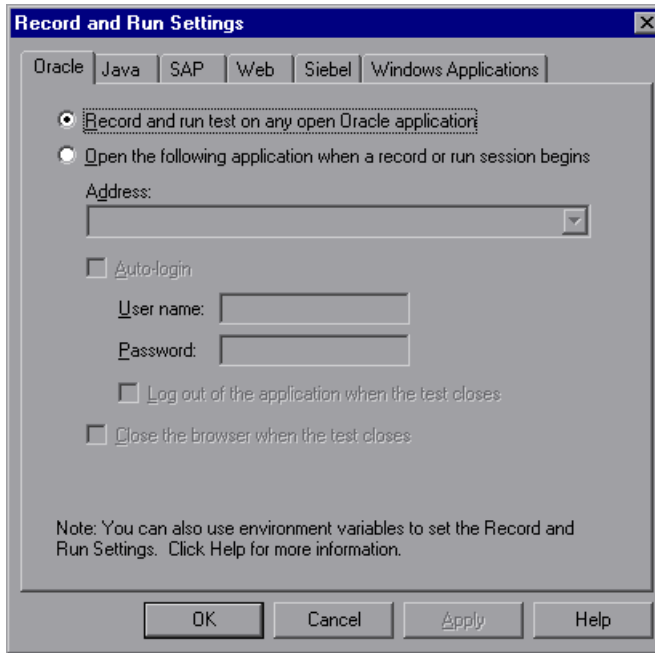 Record and Run Settings
Oracle Java SAP Web Siebel Windows Applications
Record and run test on any open Oracle application
Open the following application when a record or run session begins
Address:
Auto-login
User name:
Password:
Log out of the application when the test closes
Close the browser when the test closes
Note: You can also use environment variables to set the Record and
Run Settings.  Click Help for more information.
OK Cancel Apply Help